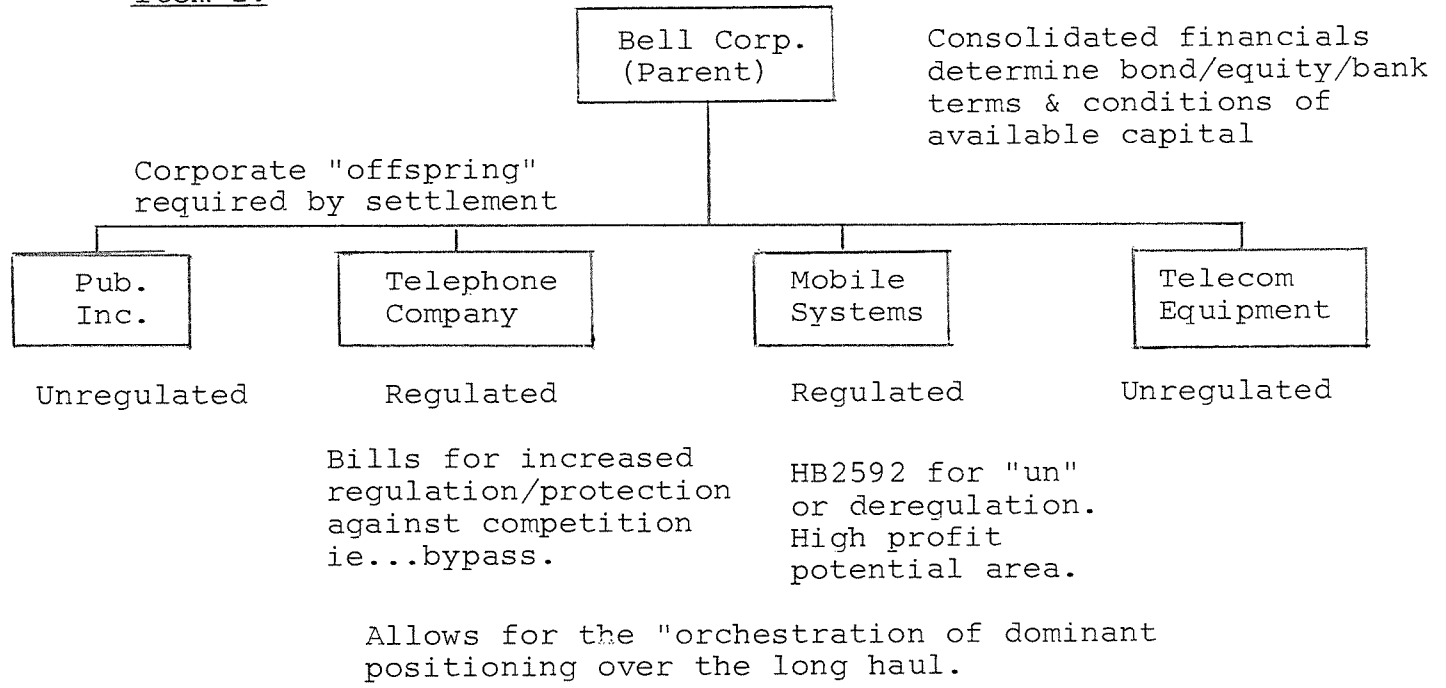 Bell Corp.
(Parent)
Consolidated financials
determine bond/equity/bank
terms & conditions of
available capital
Corporate "offspring"
required by settlement
Pub.
Inc.
Telephone
Company
Mobile
Systems
Telecom
Equipment
Unregulated
Regulated
Regulated
Unregulated
Bills for increased
regulation/protection
against competition
ie...bypass.
HB2592 for "un"
or deregulation.
High profit
potential area.
Allows for the "orchestration of dominant
positioning over the long haul.